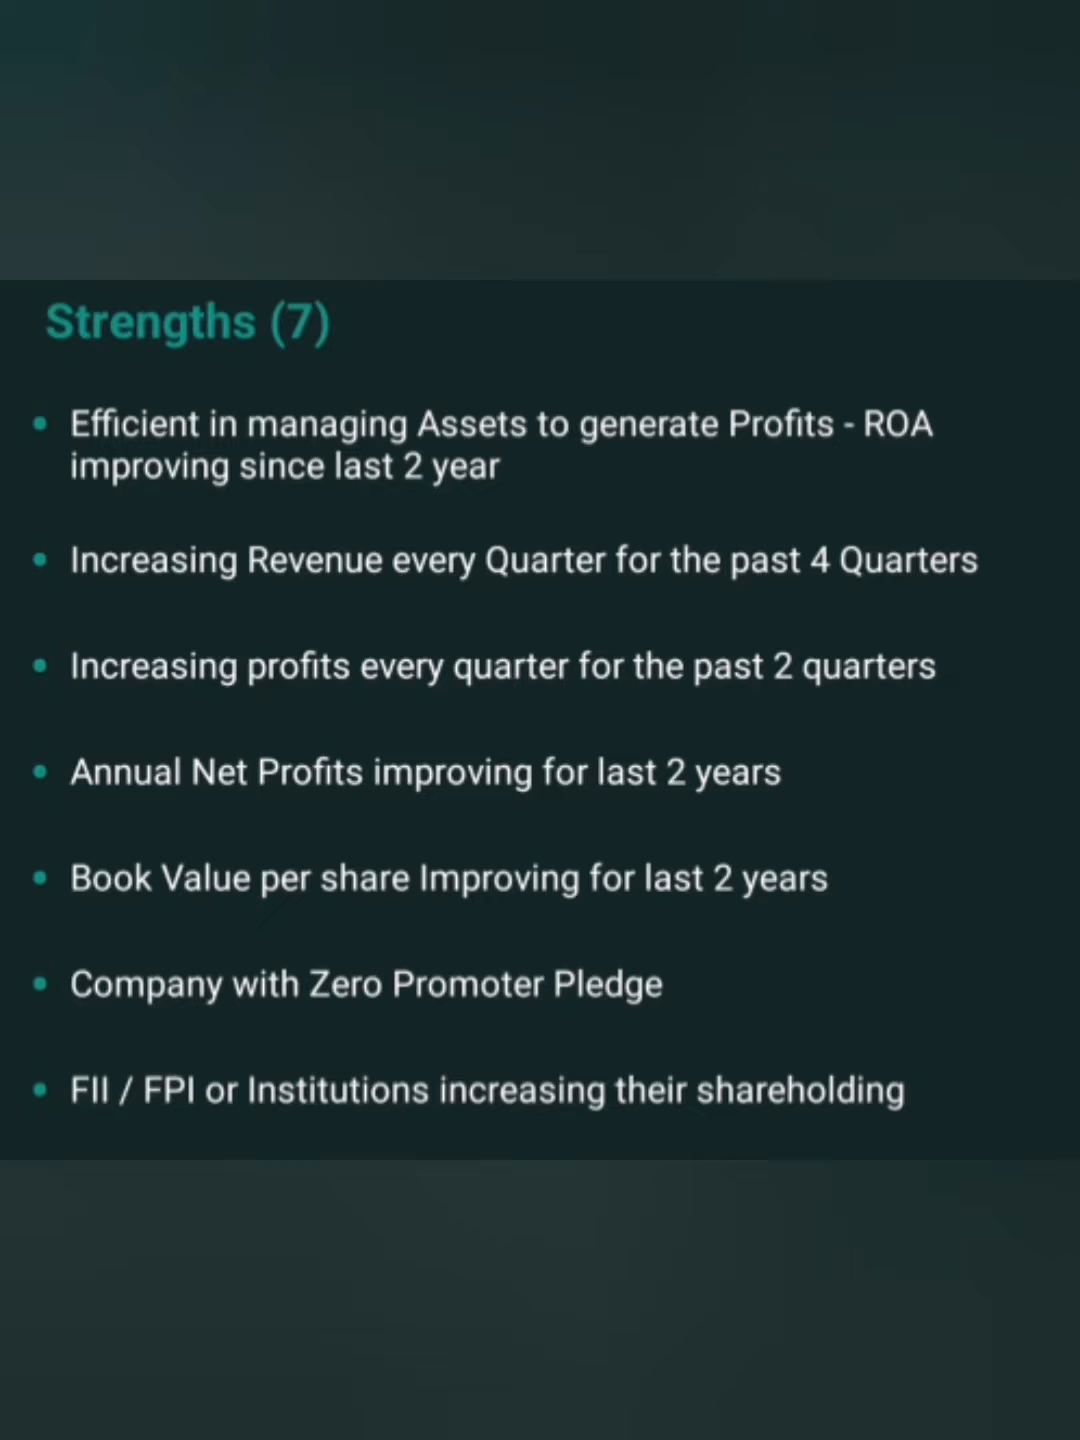 Strengths (7)
Efficient in managing Assets to generate Profits - ROA
improving since last 2 year
Increasing Revenue every Quarter for the past 4 Quarters
Increasing profits every quarter for the past 2 quarters
Annual Net Profits improving for last 2 years
Book Value per share Improving for last 2 years
Company with Zero Promoter Pledge
FII / FPI or Institutions increasing their shareholding